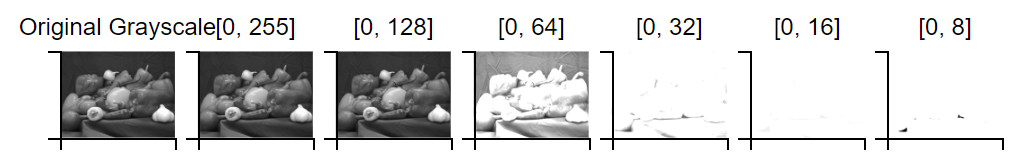 Original Grayscale[0, 255] [0, 128] [0, 64] [0, 32] [0, 16] [0, 8]